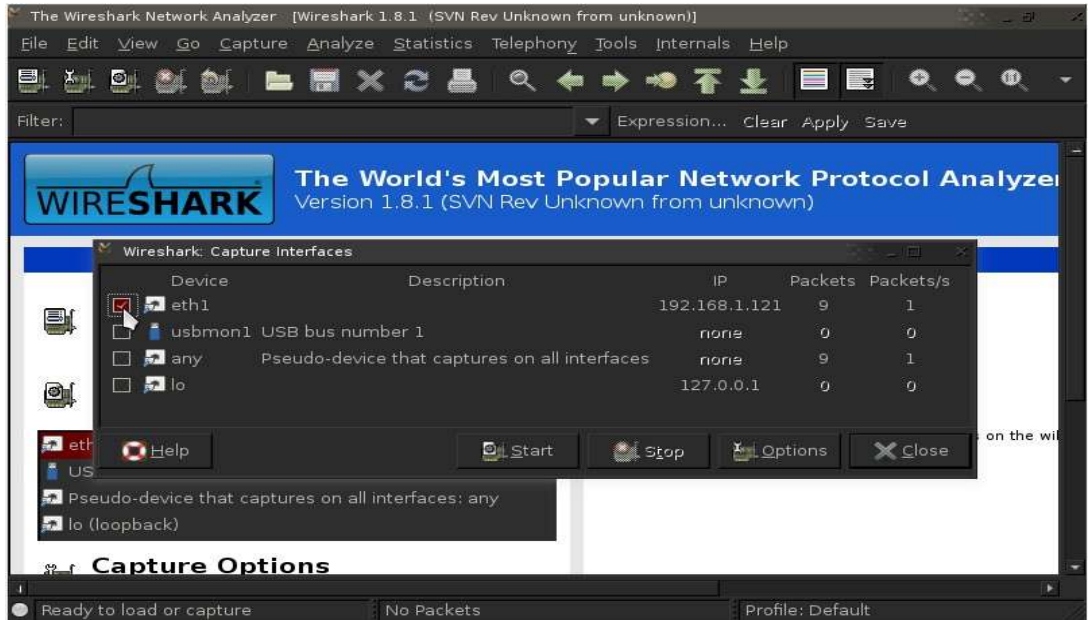 The Wireshark Network Analyzer [Wireshark 1.8.1 (SVN Rev Unknown from unknown)]
File Edit View Go Capture Analyze Statistics Telephony Tools Internals Help
Filter: Expression... Clear Apply Save
WIRESHARK
The World's Most Popular Network Protocol Analyzer
Version 1.8.1 (SVN Rev Unknown from unknown)
Wireshark: Capture Interfaces
Device Description IP Packets Packets/s
eth1 192.168.1.121 9 1
usbmon1 USB bus number 1 none 0 0
any Pseudo-device that captures on all interfaces none 9 1
lo 127.0.0.1 0 0
Help Start Stop Options Close
eth
US
on the wi
Pseudo-device that captures on all interfaces: any
lo (loopback)
Capture Options
Ready to load or capture No Packets Profile: Default